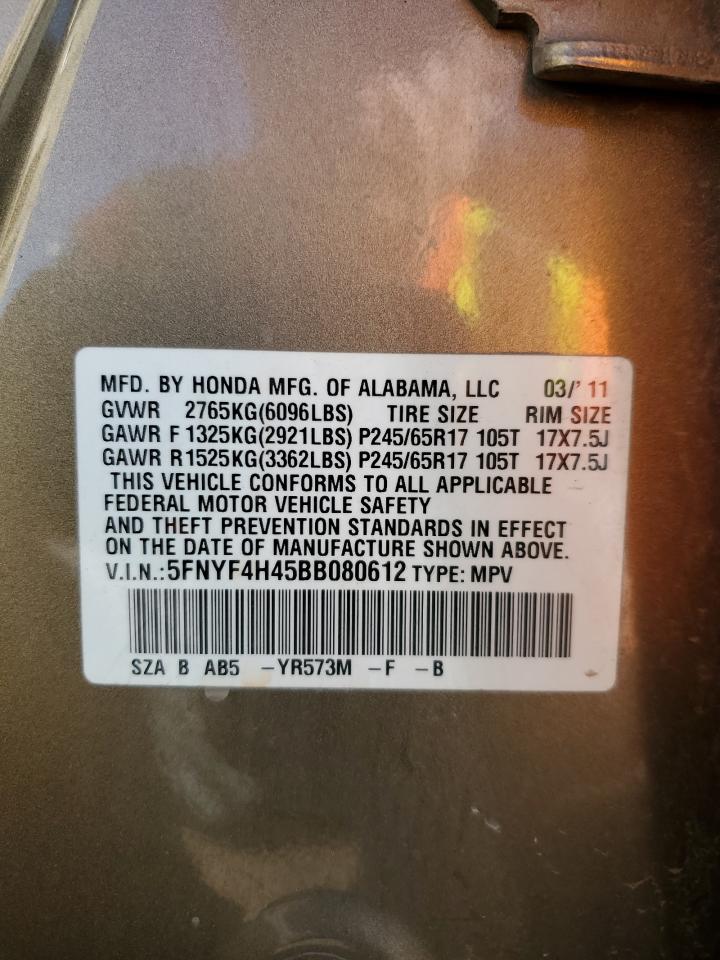 MFD. BY HONDA MFG. OF ALABAMA, LLC 03/' 11
GVWR 2765KG(6096LBS) TIRE SIZE RIM SIZE
GAWR F 1325KG(2921LBS) P245/65R17 105T 17X7.5J
GAWR R1525KG(3362LBS) P245/65R17 105T 17X7.5J
THIS VEHICLE CONFORMS TO ALL APPLICABLE
FEDERAL MOTOR VEHICLE SAFETY
AND THEFT PREVENTION STANDARDS IN EFFECT
ON THE DATE OF MANUFACTURE SHOWN ABOVE.
V.I.N.:5FNYF4H45BB080612 TYPE: MPV
SZA B AB5 -YR573M -F -B